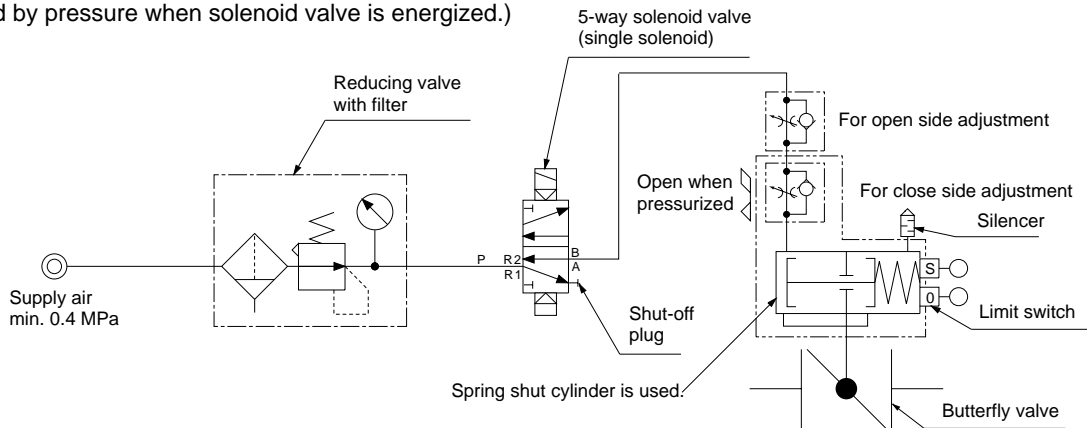 d by pressure when solenoid valve is energized.)
5-way solenoid valve
(single solenoid)
Reducing valve
with filter
For open side adjustment
Open when
pressurized
For close side adjustment
Silencer
B
P
R2
A
R1
S
0
Supply air
min. 0.4 MPa
Shut-off
plug
Limit switch
Spring shut cylinder is used.
Butterfly valve